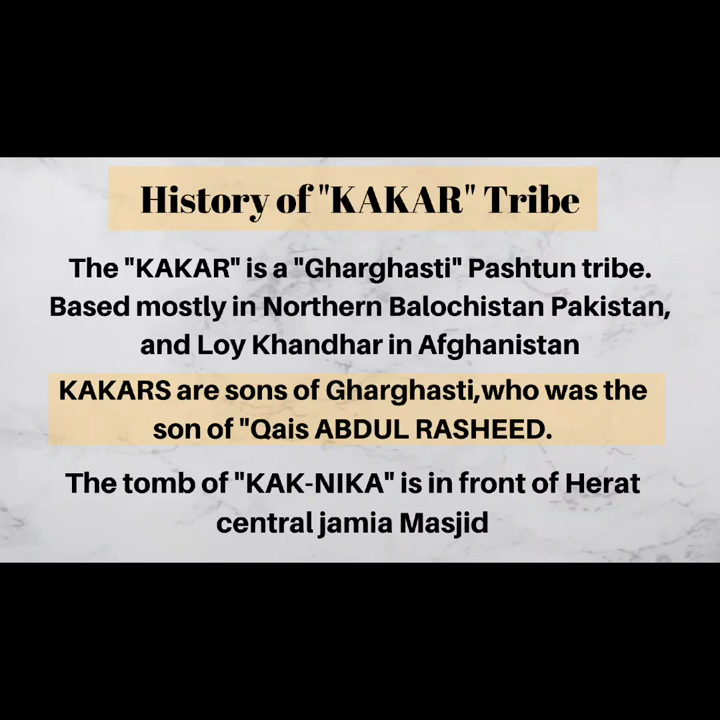 History of "KAKAR" Tribe
The "KAKAR" is a "Gharghasti" Pashtun tribe.
Based mostly in Northern Balochistan Pakistan,
and Loy Khandhar in Afghanistan
KAKARS are sons of Gharghasti,who was the
son of "Qais ABDUL RASHEED.
The tomb of "KAK-NIKA" is in front of Herat
central jamia Masjid